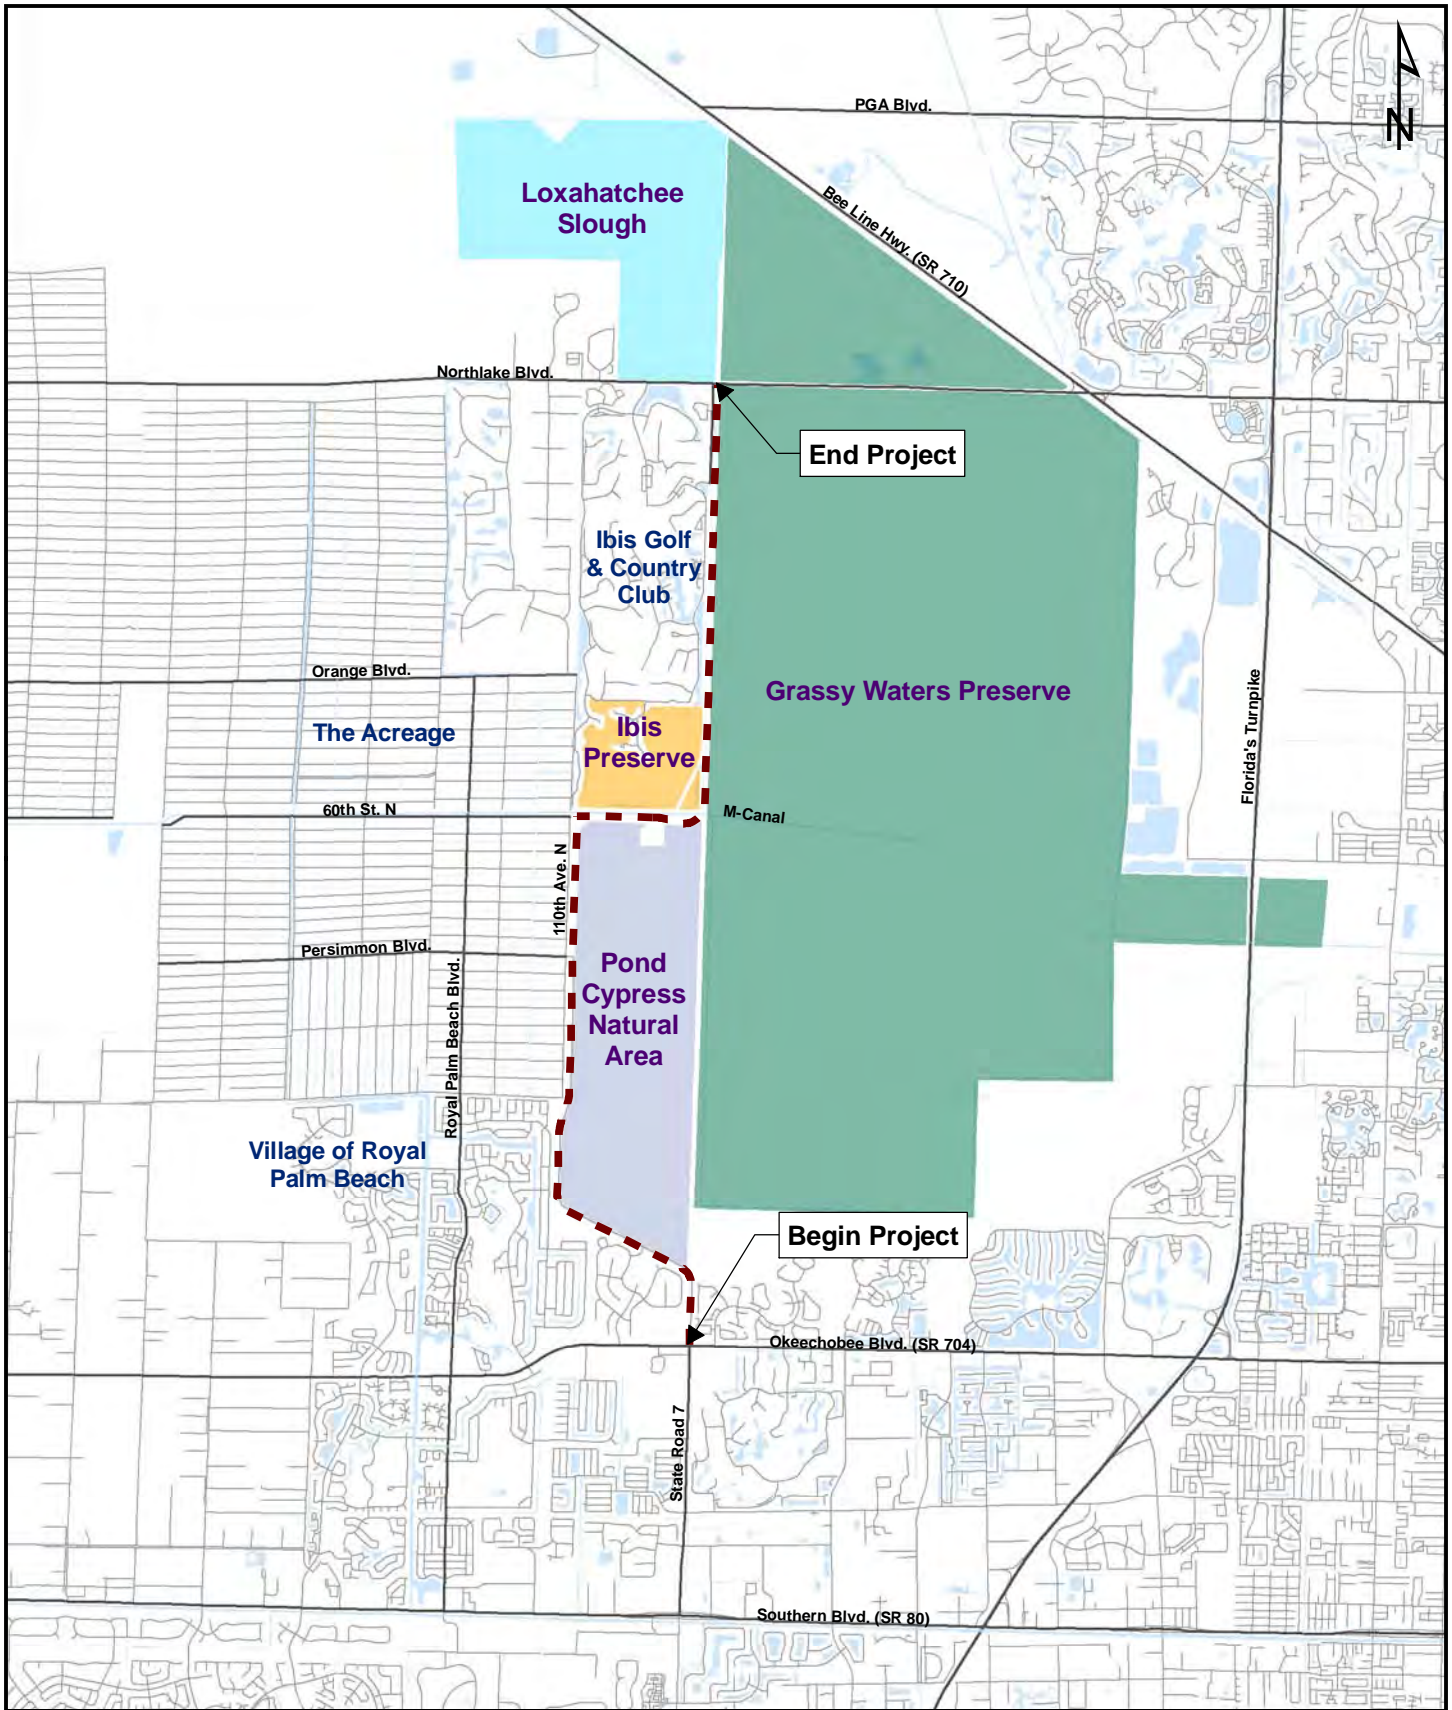 PGA Blvd.
N
Loxahatchee
Slough
Bee Line Hwy. (SR 710)
Northlake Blvd.
End Project
Ibis Golf
& Country
Club
Orange Blvd.
Grassy Waters Preserve
The Acreage
Ibis
Preserve
Florida's Turnpike
60th St. N
M-Canal
110th Ave. N
Persimmon Blvd.
Pond
Cypress
Natural
Area
Royal Palm Beach Blvd.
Village of Royal
Palm Beach
Begin Project
Okeechobee Blvd. (SR 704)
State Road 7
Southern Blvd. (SR 80)